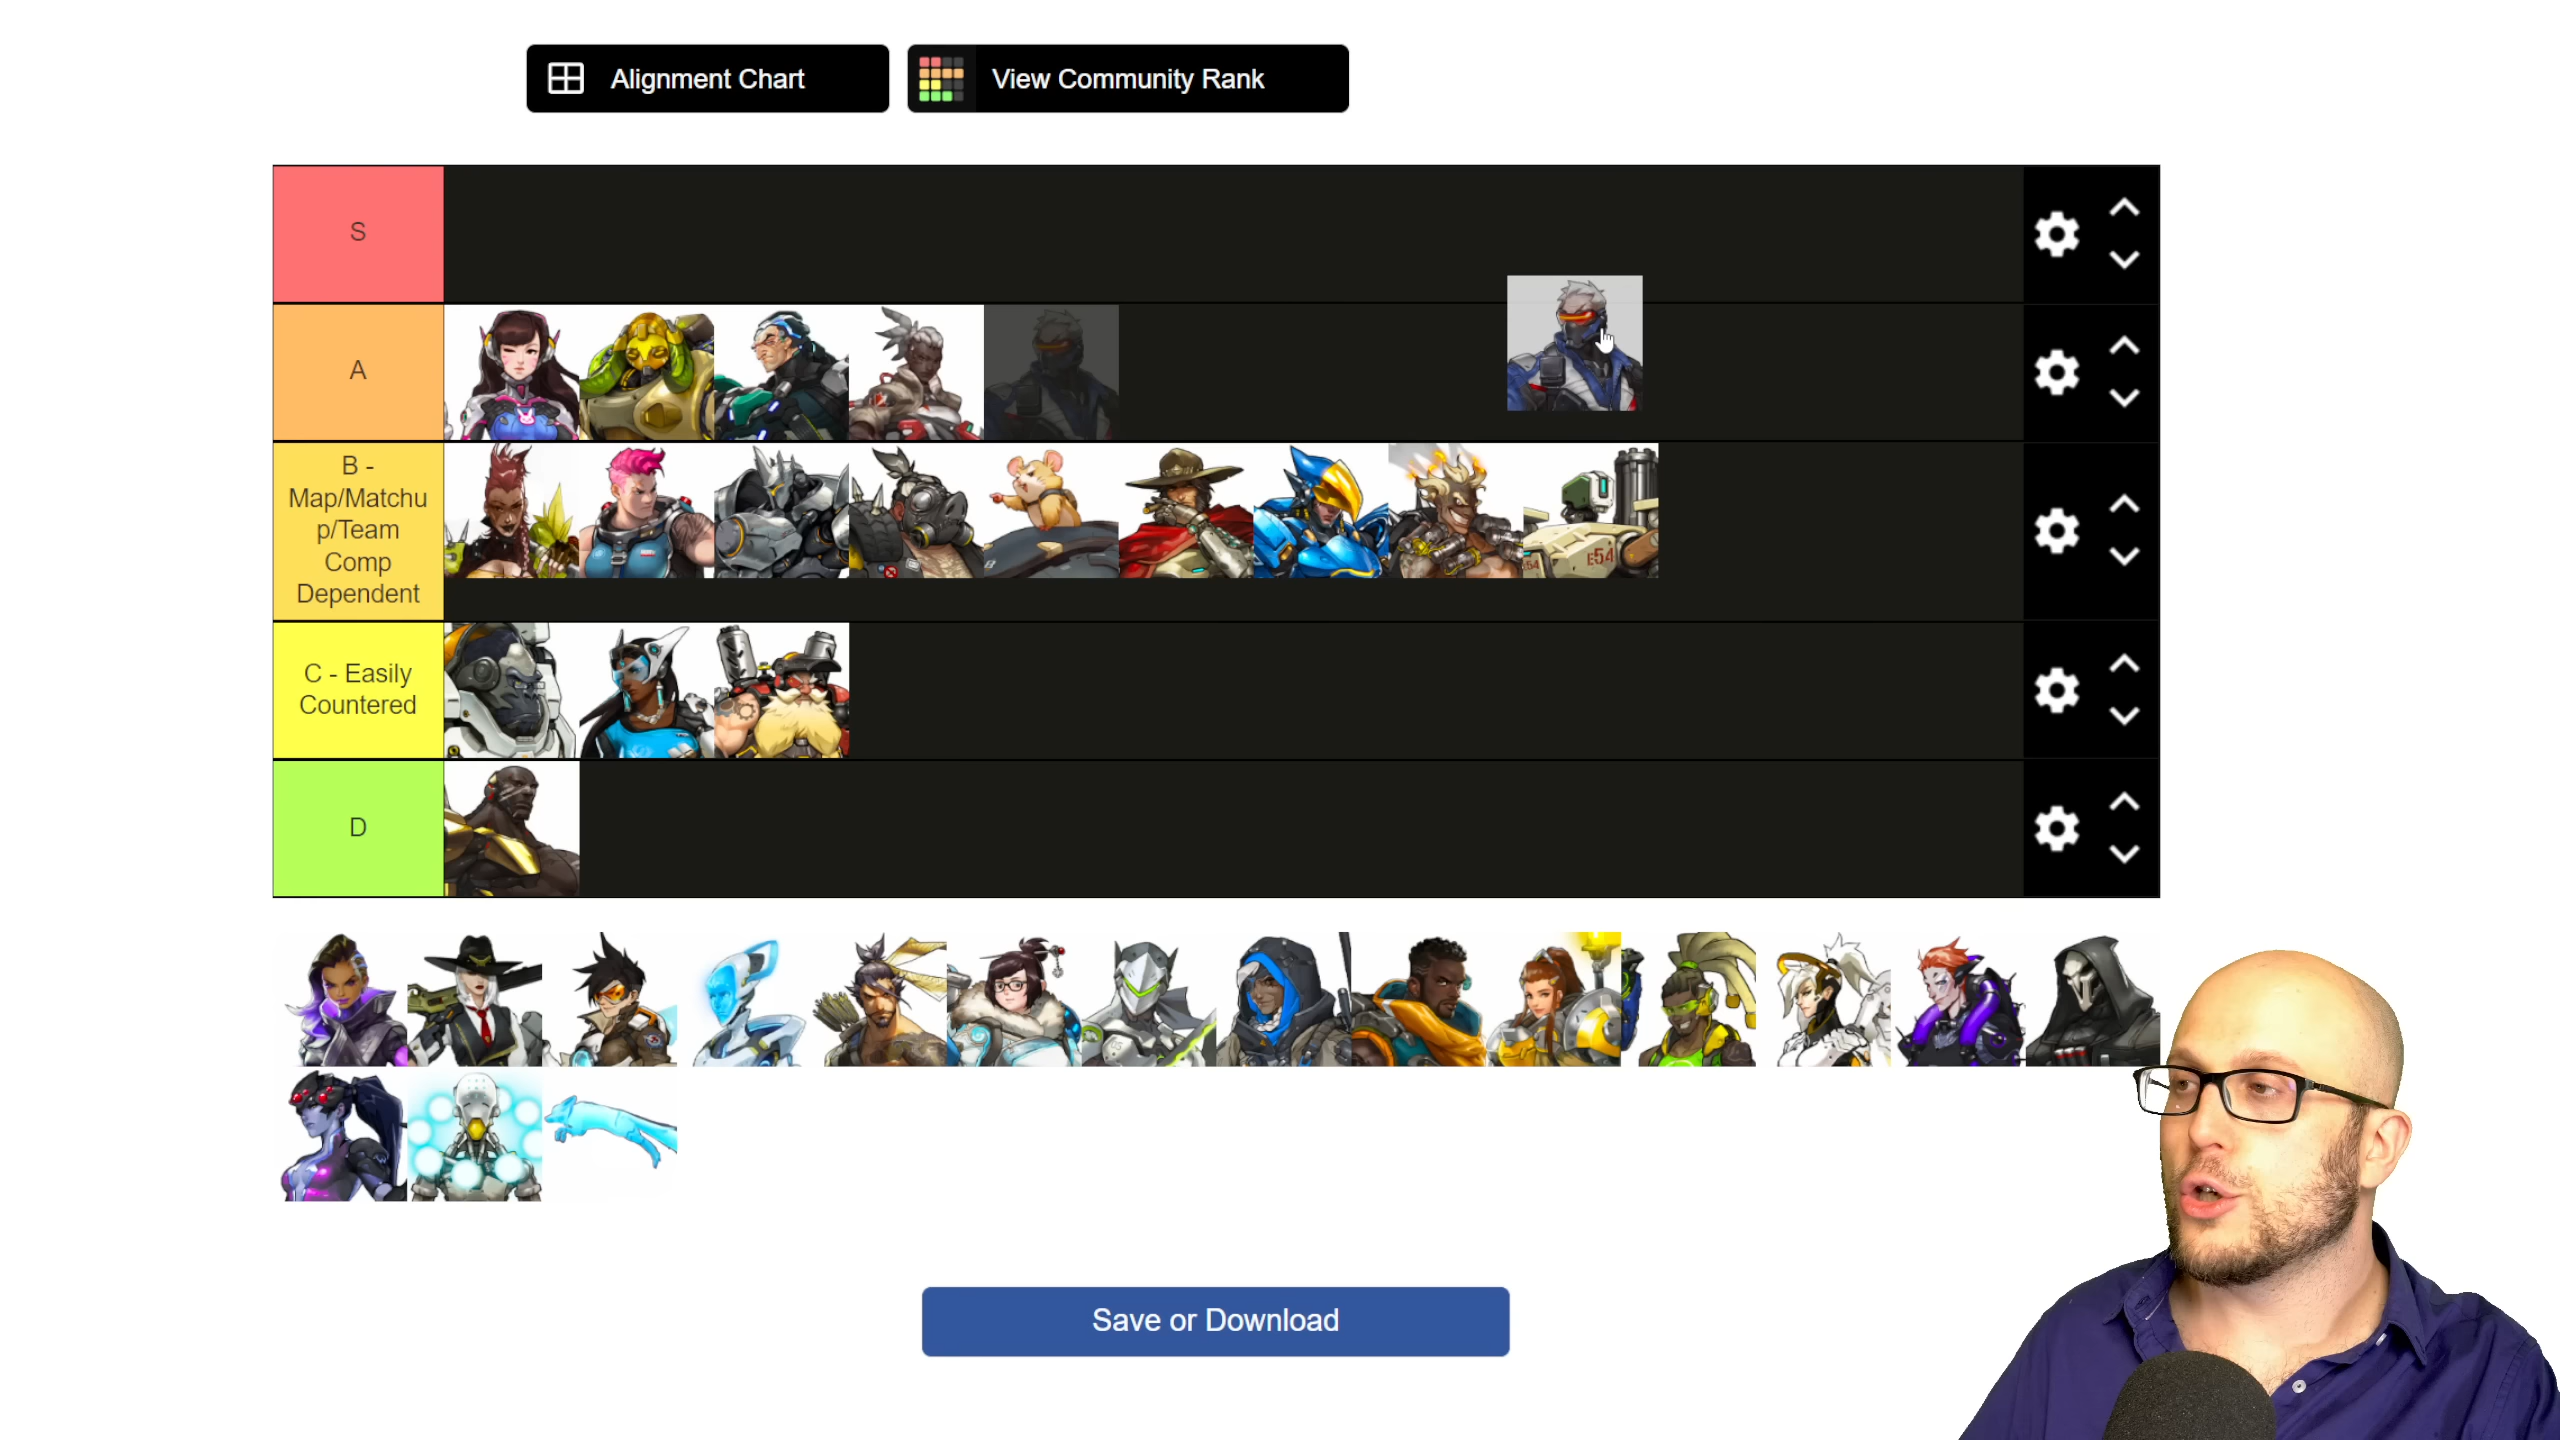 Alignment Chart
View Community Rank
S
A
B -
Map/Matchu
p/Team
Comp
Dependent
E54
C - Easily
Countered
D
Save or Download